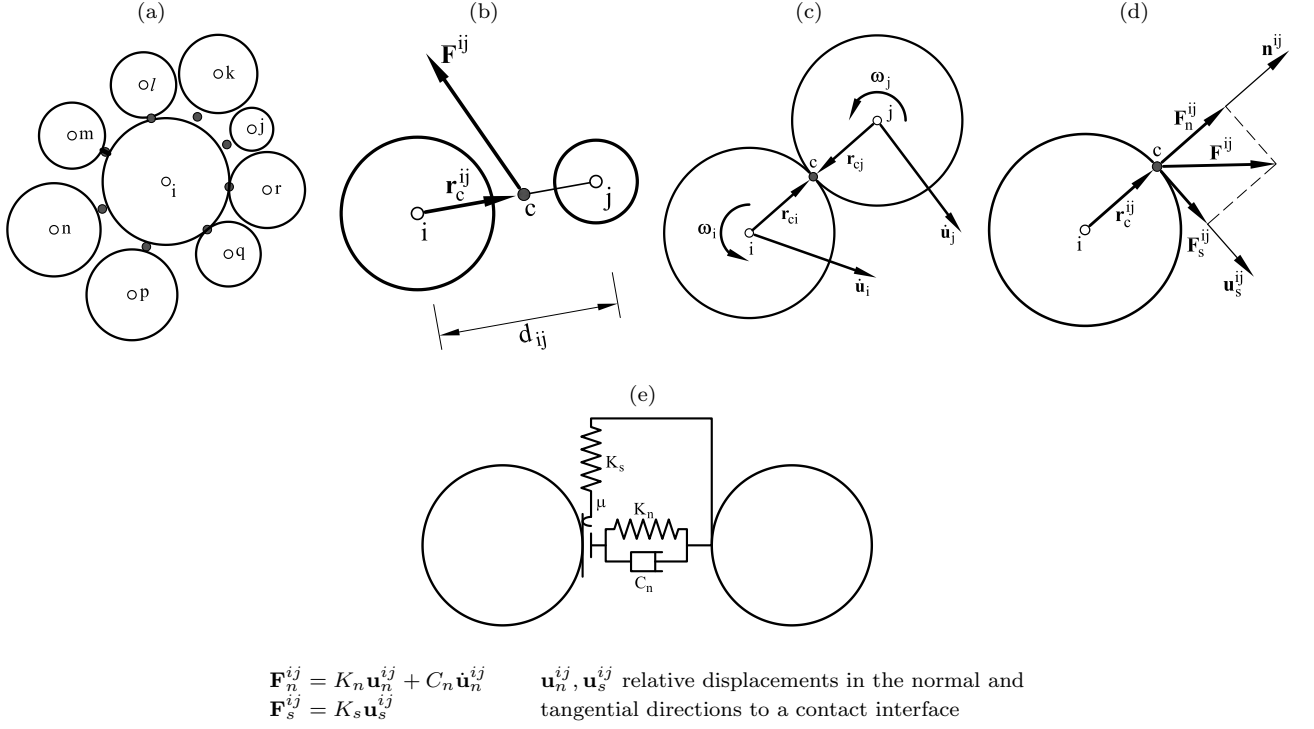 (a)
(b)
(c)
(d)
l
k
j
m
i
r
n
q
p
F^ij
r_c^ij
c
i
j
d_ij
ω_j
j
c
r_cj
r_ci
ω_i
i
u̇_j
u̇_i
n^ij
F_n^ij
c
F^ij
r_c^ij
i
F_s^ij
u_s^ij
(e)
K_s
μ
K_n
C_n
F_n^ij = K_n u_n^ij + C_n u̇_n^ij    u_n^ij, u_s^ij relative displacements in the normal and
F_s^ij = K_s u_s^ij    tangential directions to a contact interface